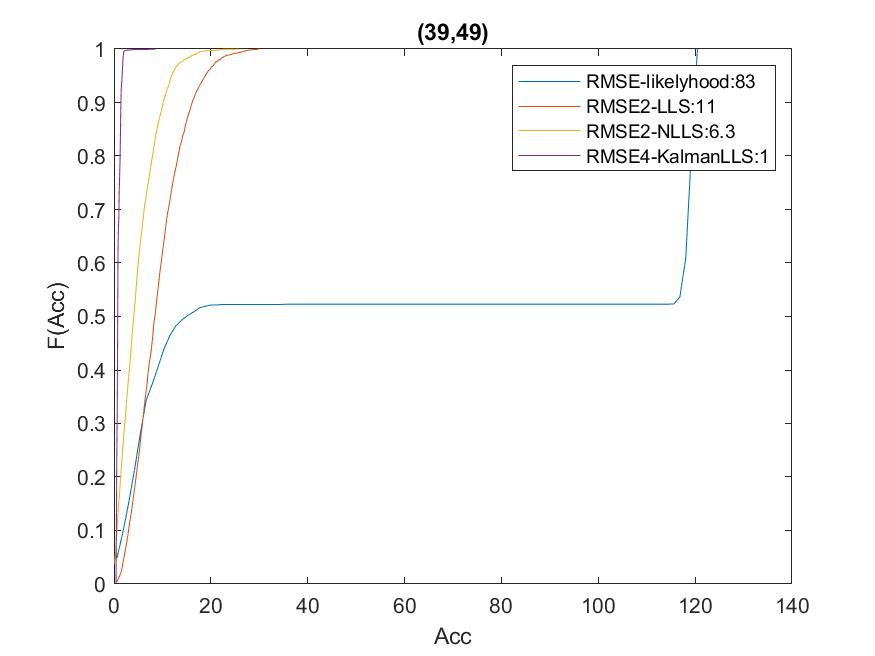 (39,49)
1
0.9
0.8
0.7
0.6
0.5
0.4
0.3
0.2
0.1
0
F(Acc)
RMSE-likelyhood:83
RMSE2-LLS:11
RMSE2-NLLS:6.3
RMSE4-KalmanLLS:1
0 20 40 60 80 100 120 140
Acc